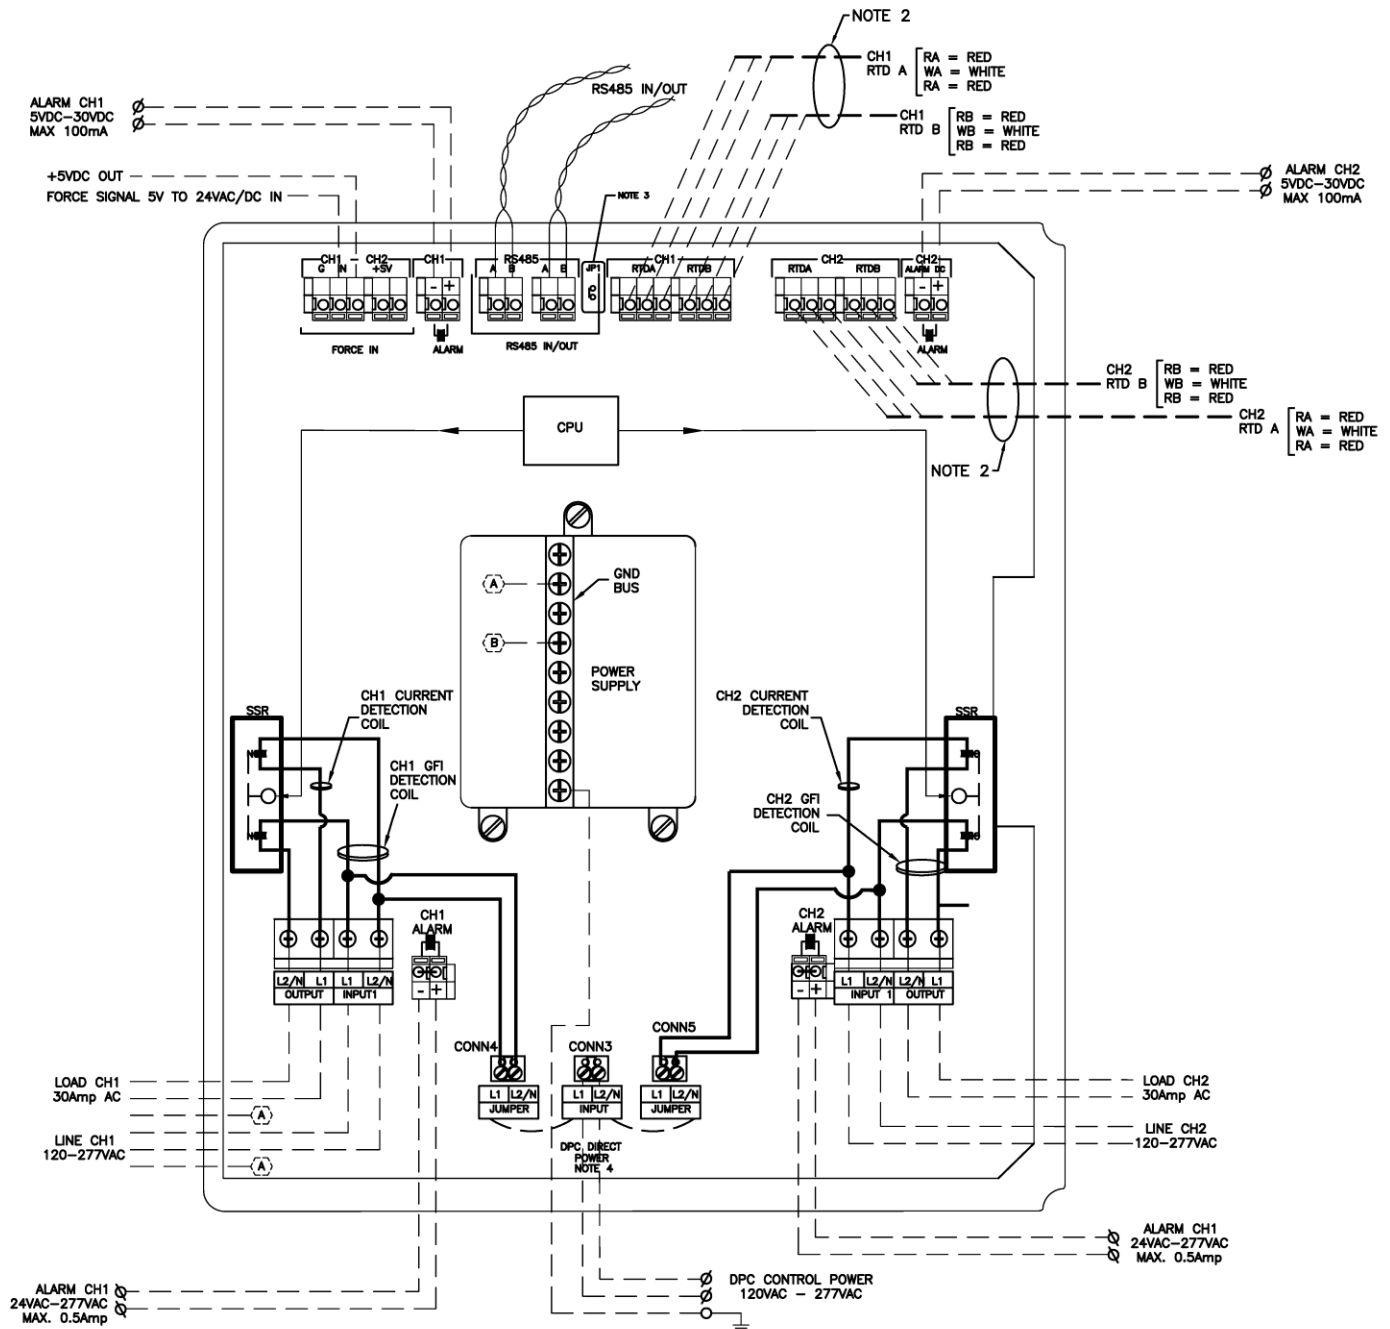 NOTE 2
CH1
RTD A
RA = RED
WA = WHITE
RA = RED
RS485 IN/OUT
CH1
RTD B
RB = RED
WB = WHITE
RB = RED
ALARM CH1
5VDC-30VDC
MAX 100mA
+5VDC OUT
FORCE SIGNAL 5V TO 24VAC/DC IN
NOTE 3
ALARM CH2
5VDC-30VDC
MAX 100mA
CH1 - CH2
G IN +5V
CH1
- +
RS485
A B A B
JP1
CH1
RTDA RTDB
CH2
RTDA RTDB
CH2
ALARM DC
- +
FORCE IN
ALARM
RS485 IN/OUT
ALARM
CH2
RTD B
RB = RED
WB = WHITE
RB = RED
CH2
RTD A
RA = RED
WA = WHITE
RA = RED
NOTE 2
CPU
A
GND
BUS
B
POWER
SUPPLY
SSR
CH1 CURRENT
DETECTION
COIL
CH1 GFI
DETECTION
COIL
CH2 CURRENT
DETECTION
COIL
CH2 GFI
DETECTION
COIL
SSR
CH1
ALARM
CH2
ALARM
L2/N L1 L1 L2/N
OUTPUT INPUT1
- +
- +
L1 L2/N L2/N L1
INPUT 1 OUTPUT
CONN4
CONN3
CONN5
L1 L2/N
JUMPER
L1 L2/N
INPUT
L1 L2/N
JUMPER
DPC DIRECT
POWER
NOTE 4
LOAD CH1
30Amp AC
A
LINE CH1
120-277VAC
A
LOAD CH2
30Amp AC
LINE CH2
120-277VAC
ALARM CH1
24VAC-277VAC
MAX. 0.5Amp
DPC CONTROL POWER
120VAC - 277VAC
ALARM CH1
24VAC-277VAC
MAX. 0.5Amp